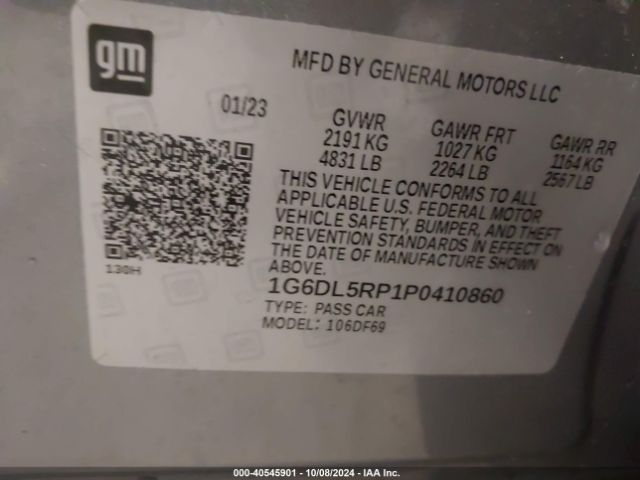 gm
MFD BY GENERAL MOTORS LLC
01/23
GVWR
2191 KG
4831 LB
GAWR FRT
1027 KG
2264 LB
GAWR RR
1164 KG
2567 LB
THIS VEHICLE CONFORMS TO ALL
APPLICABLE U.S. FEDERAL MOTOR
VEHICLE SAFETY, BUMPER, AND THEFT
PREVENTION STANDARDS IN EFFECT ON
THE DATE OF MANUFACTURE SHOWN
ABOVE.
130H
1G6DL5RP1P0410860
TYPE: PASS CAR
MODEL: 106DF69
000-40545901 - 10/08/2024 - IAA Inc.